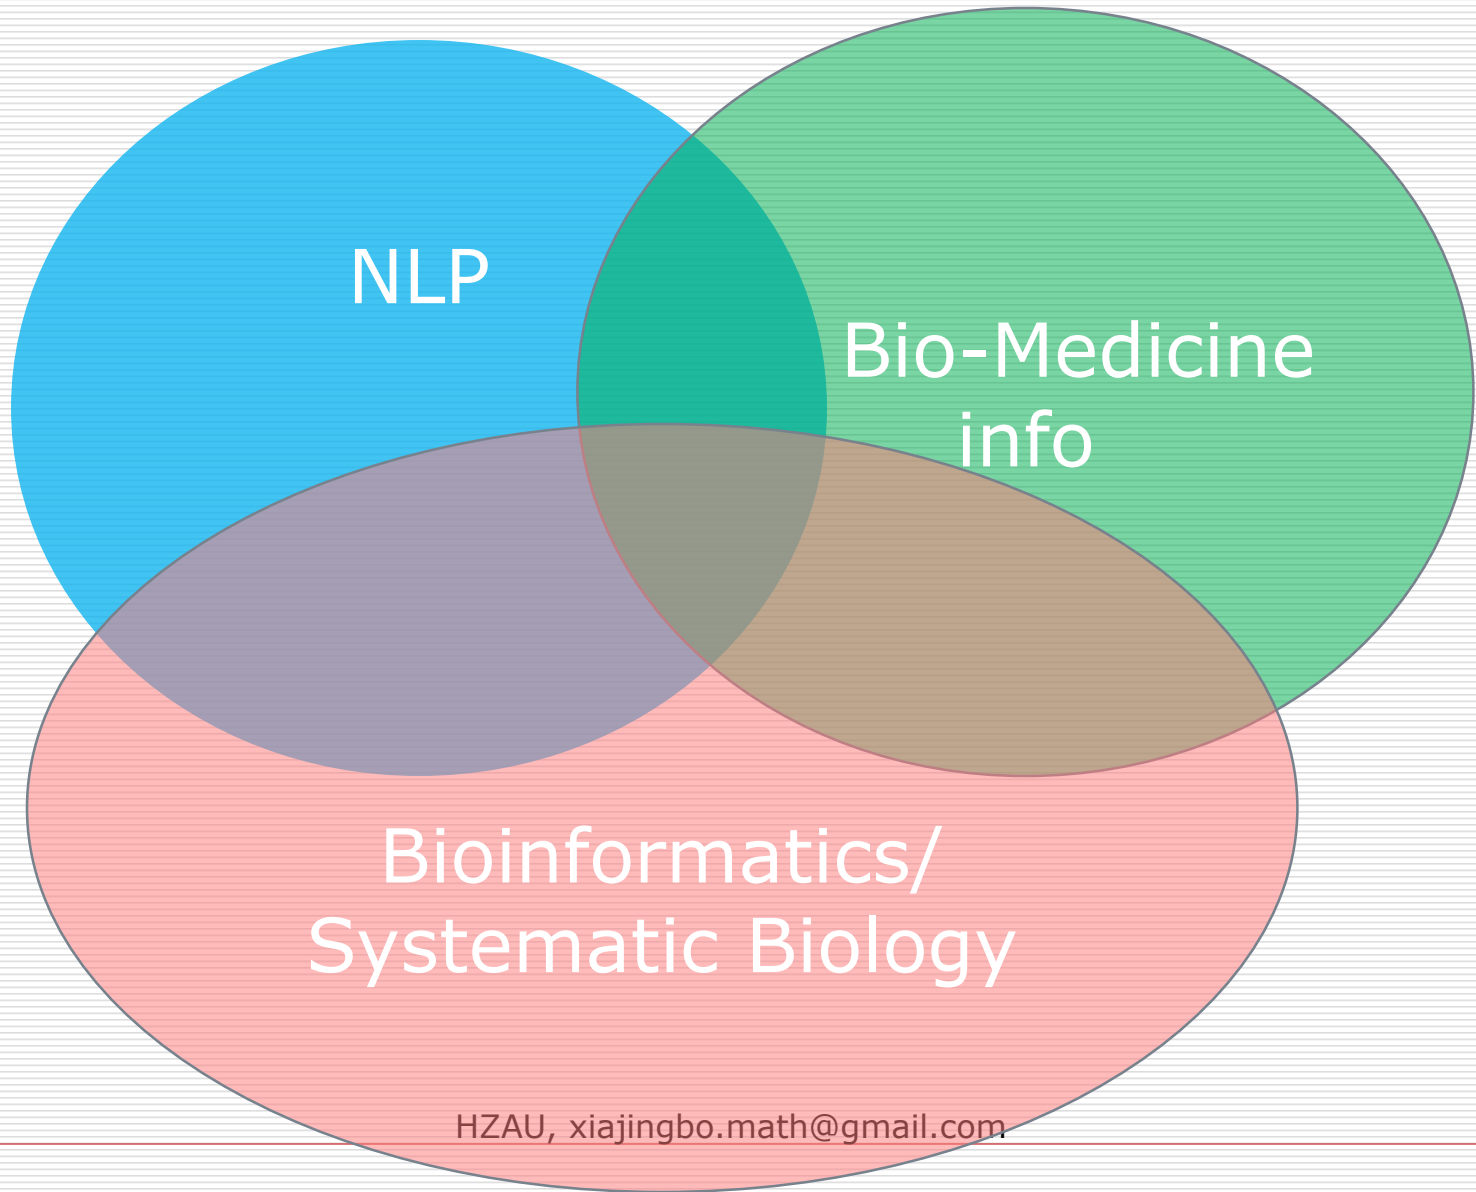 NLP
Bio-Medicine
info
Bioinformatics/
Systematic Biology
HZAU, xiajingbo.math@gmail.com